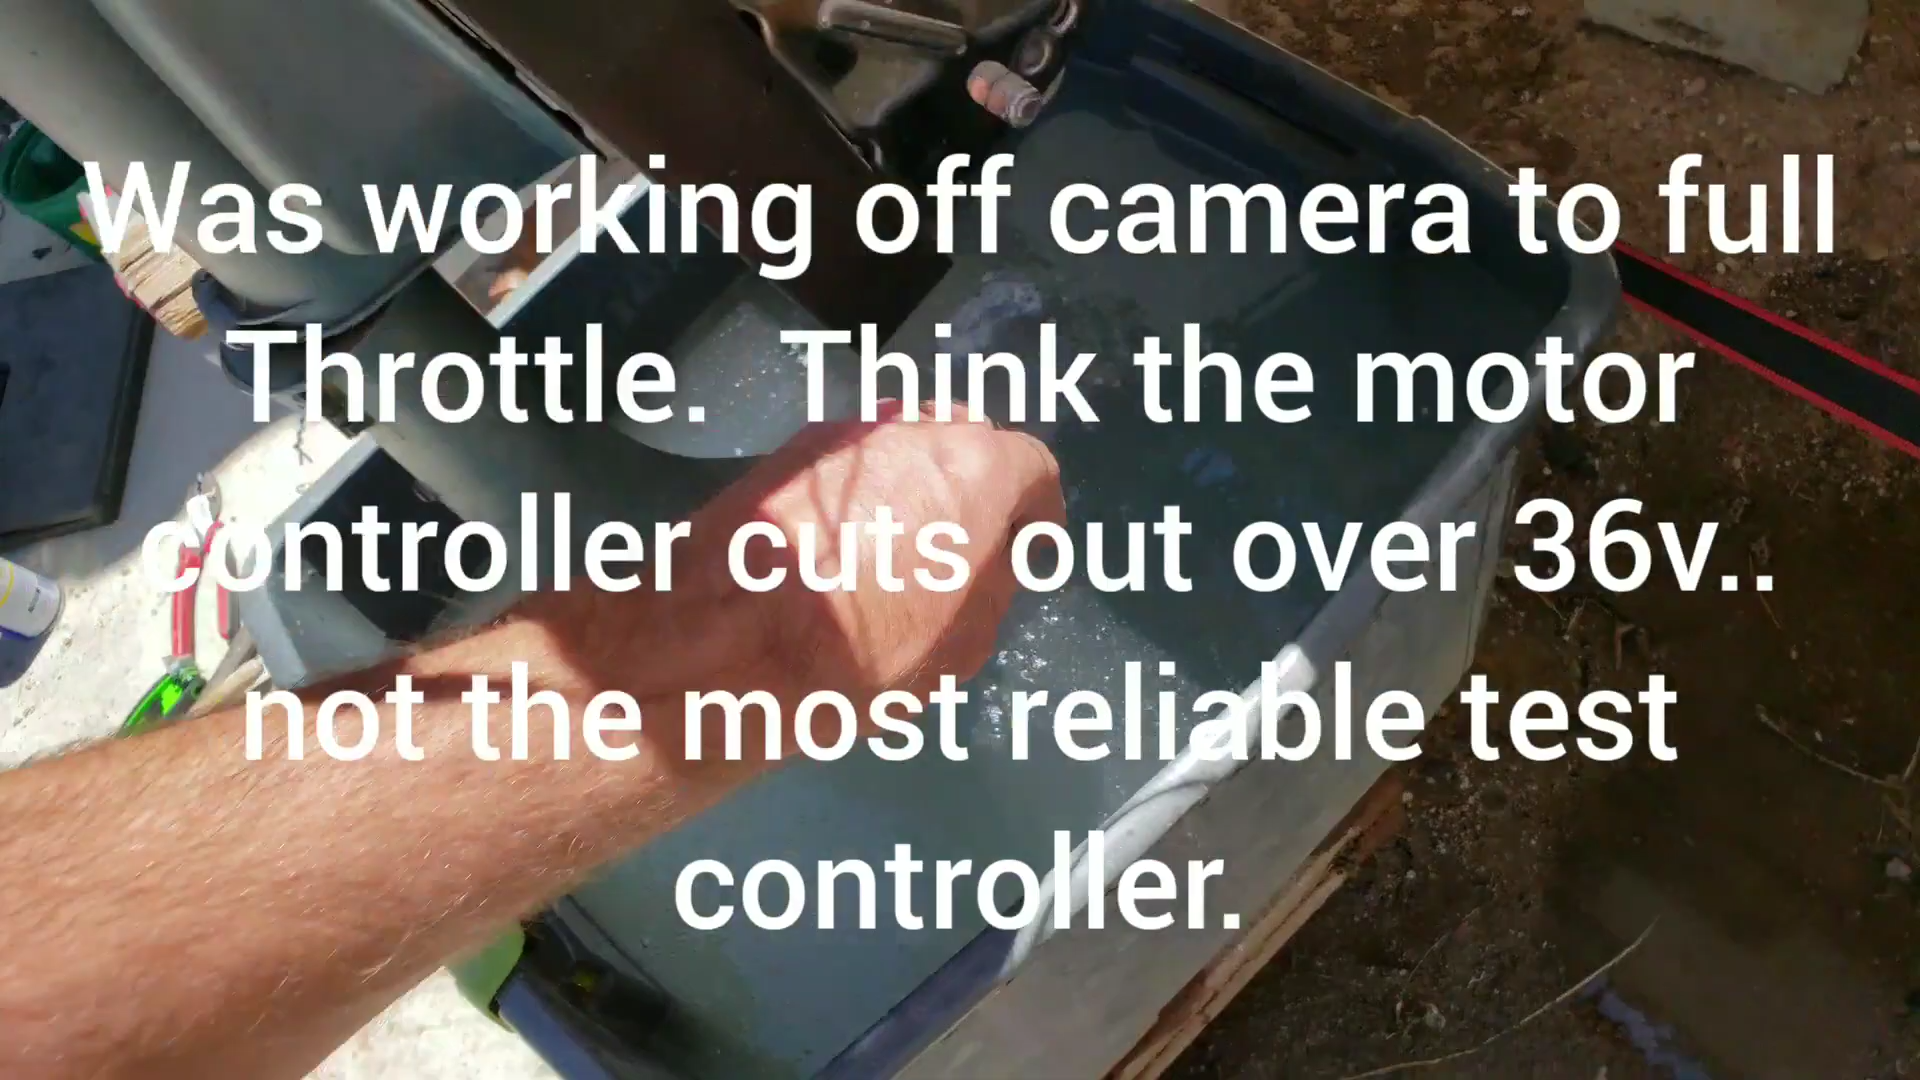 Was working off camera to full
Throttle.  Think the motor
controller cuts out over 36v..
not the most reliable test
controller.